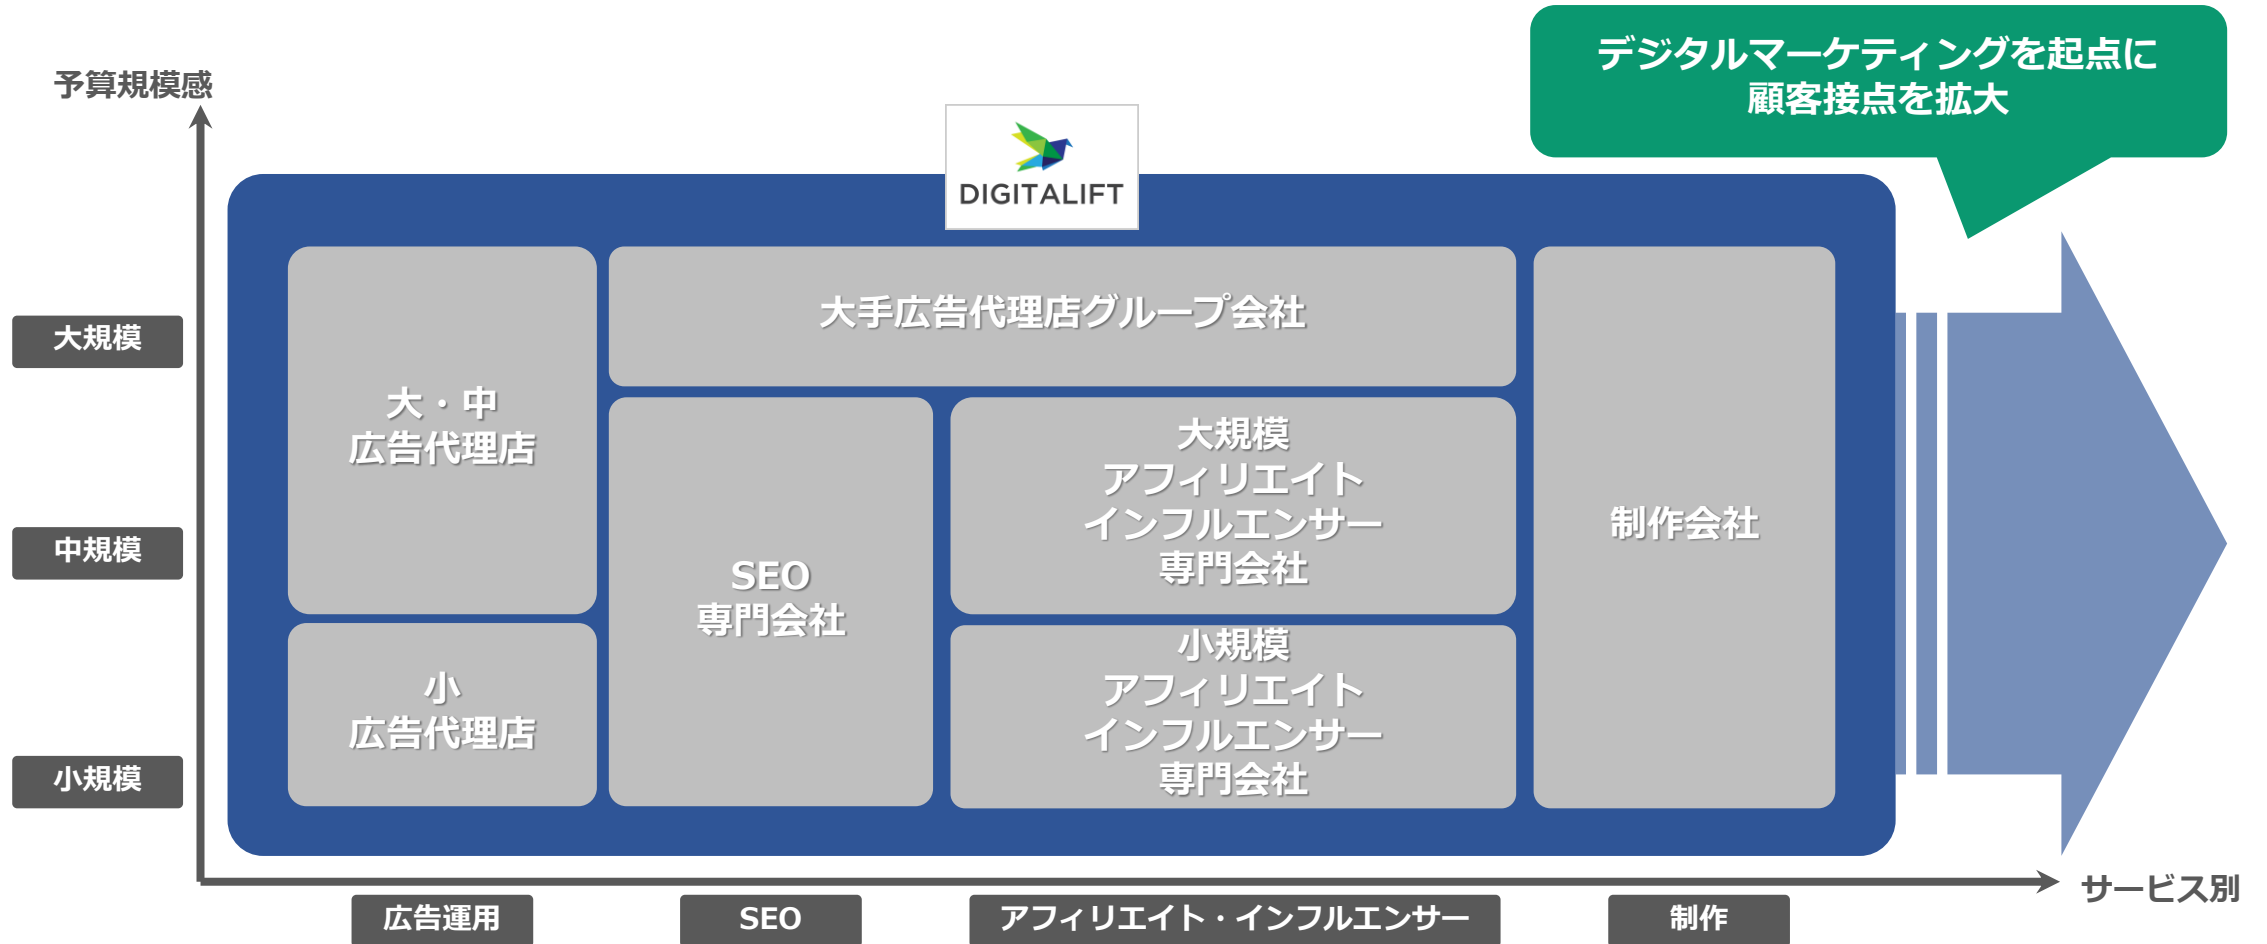 デジタルマーケティングを起点に
顧客接点を拡大
予算規模感
DIGITALIFT
大手広告代理店グループ会社
大規模
大・中
広告代理店
大規模
アフィリエイト
インフルエンサー
専門会社
制作会社
中規模
SEO
専門会社
小規模
アフィリエイト
インフルエンサー
専門会社
小
広告代理店
小規模
サービス別
広告運用
SEO
アフィリエイト・インフルエンサー
制作